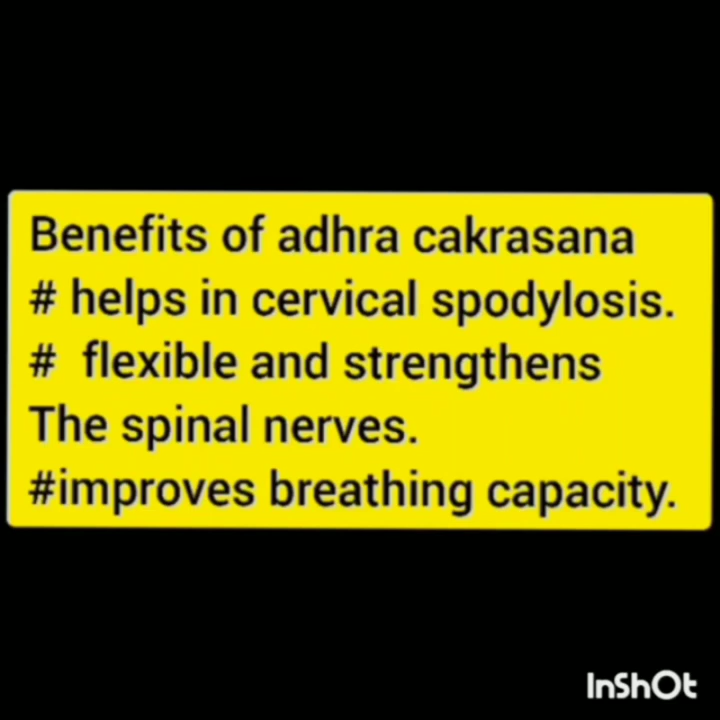 Benefits of adhra cakrasana
# helps in cervical spodylosis.
# flexible and strengthens
The spinal nerves.
#improves breathing capacity.
InShOt